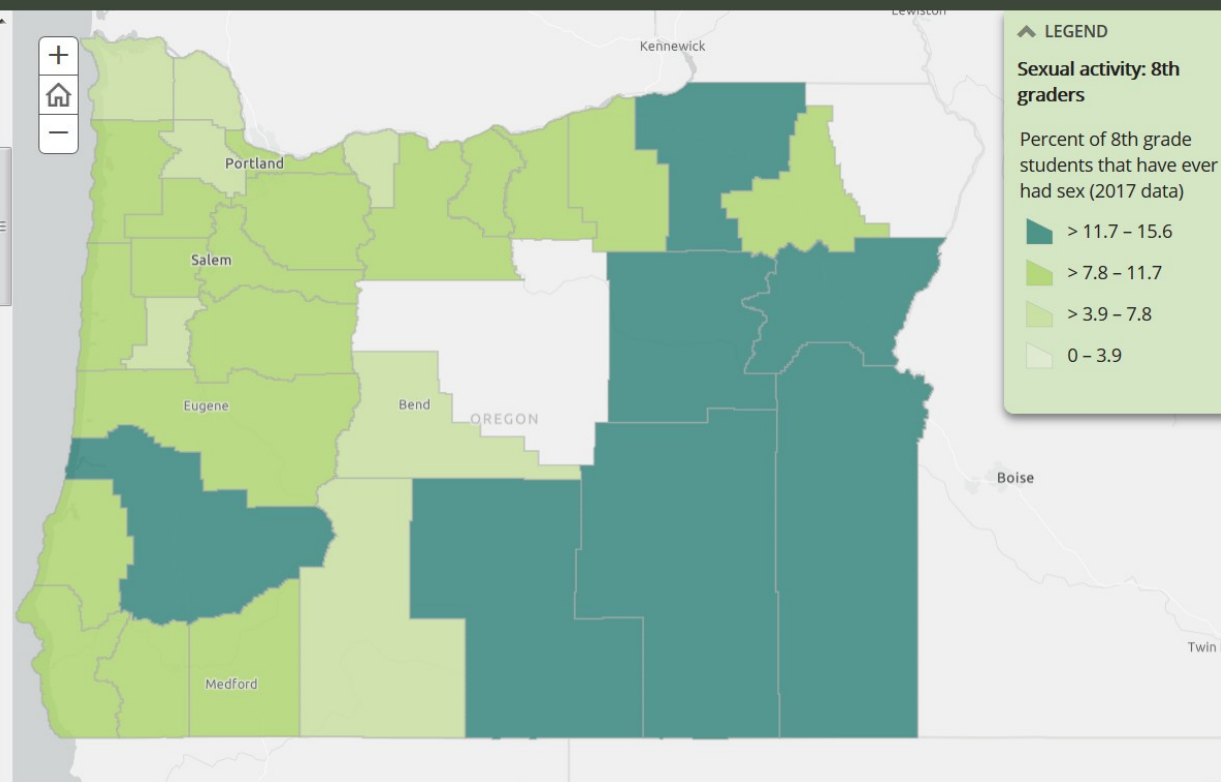 Lewiston
Kennewick
Portland
Salem
Eugene
Bend
OREGON
Medford
Boise
Twin
+
−
LEGEND
Sexual activity: 8th
graders
Percent of 8th grade
students that have ever
had sex (2017 data)
> 11.7 – 15.6
> 7.8 – 11.7
> 3.9 – 7.8
0 – 3.9